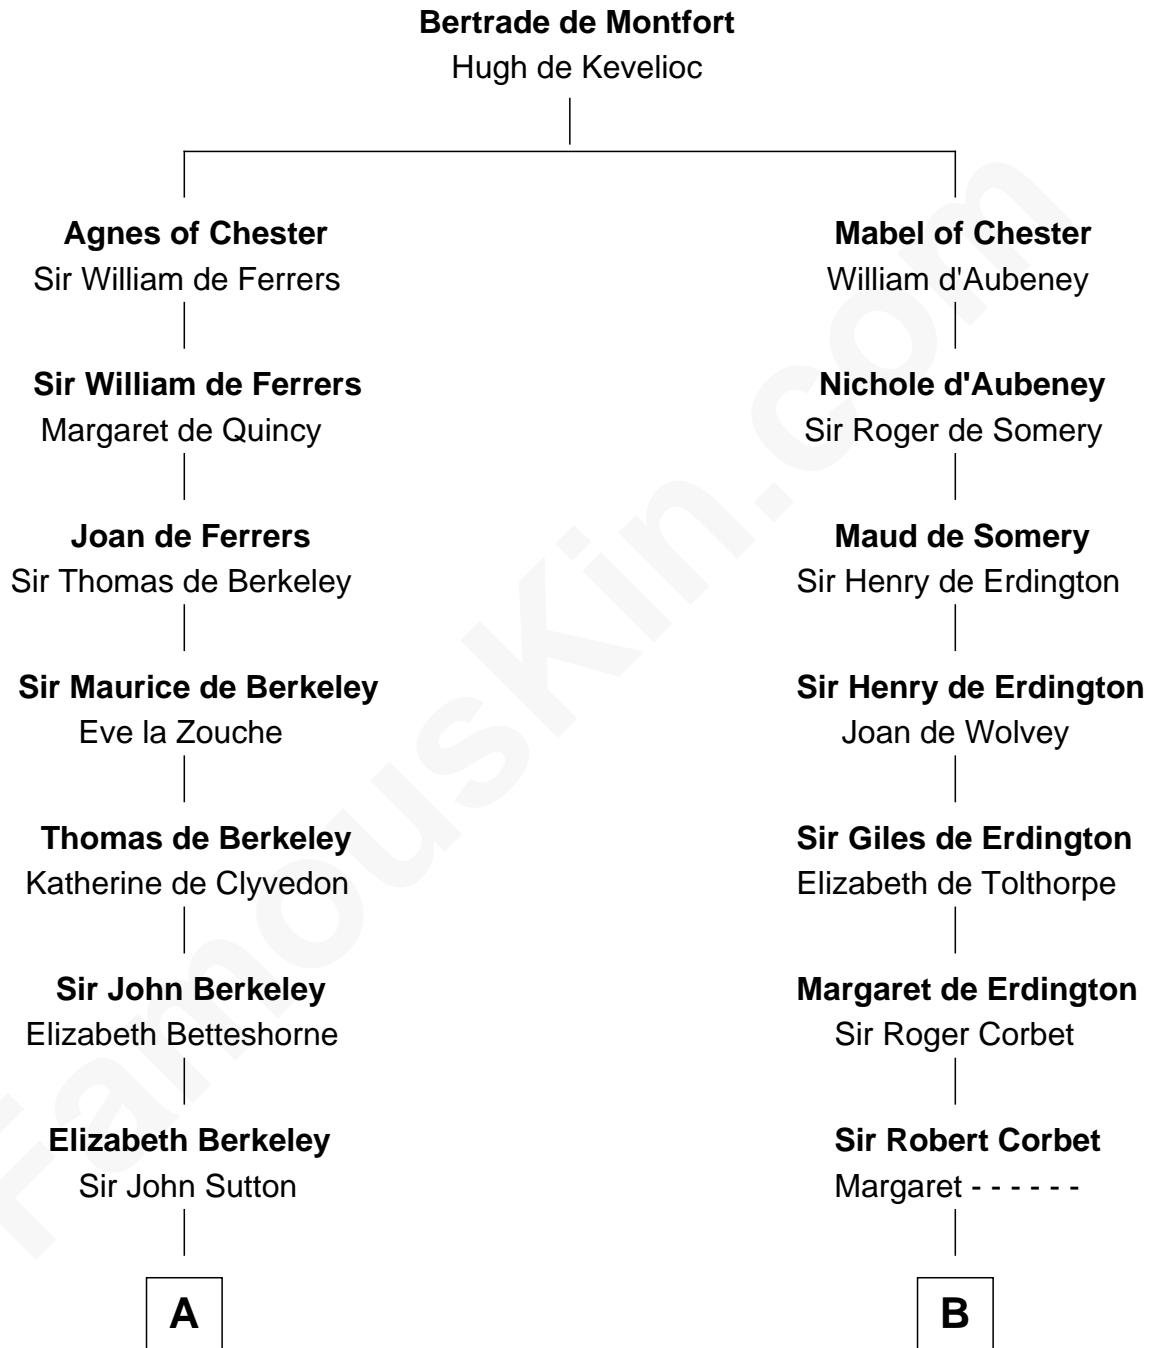 Bertrade de Montfort
Hugh de Kevelioc
Agnes of Chester
Sir William de Ferrers
Mabel of Chester
William d'Aubeney
Sir William de Ferrers
Margaret de Quincy
Nichole d'Aubeney
Sir Roger de Somery
Joan de Ferrers
Sir Thomas de Berkeley
Maud de Somery
Sir Henry de Erdington
Sir Maurice de Berkeley
Eve la Zouche
Sir Henry de Erdington
Joan de Wolvey
Thomas de Berkeley
Katherine de Clyvedon
Sir Giles de Erdington
Elizabeth de Tolthorpe
Sir John Berkeley
Elizabeth Betteshorne
Margaret de Erdington
Sir Roger Corbet
Elizabeth Berkeley
Sir John Sutton
Sir Robert Corbet
Margaret - - - - - -
A
B
FamousKin.com